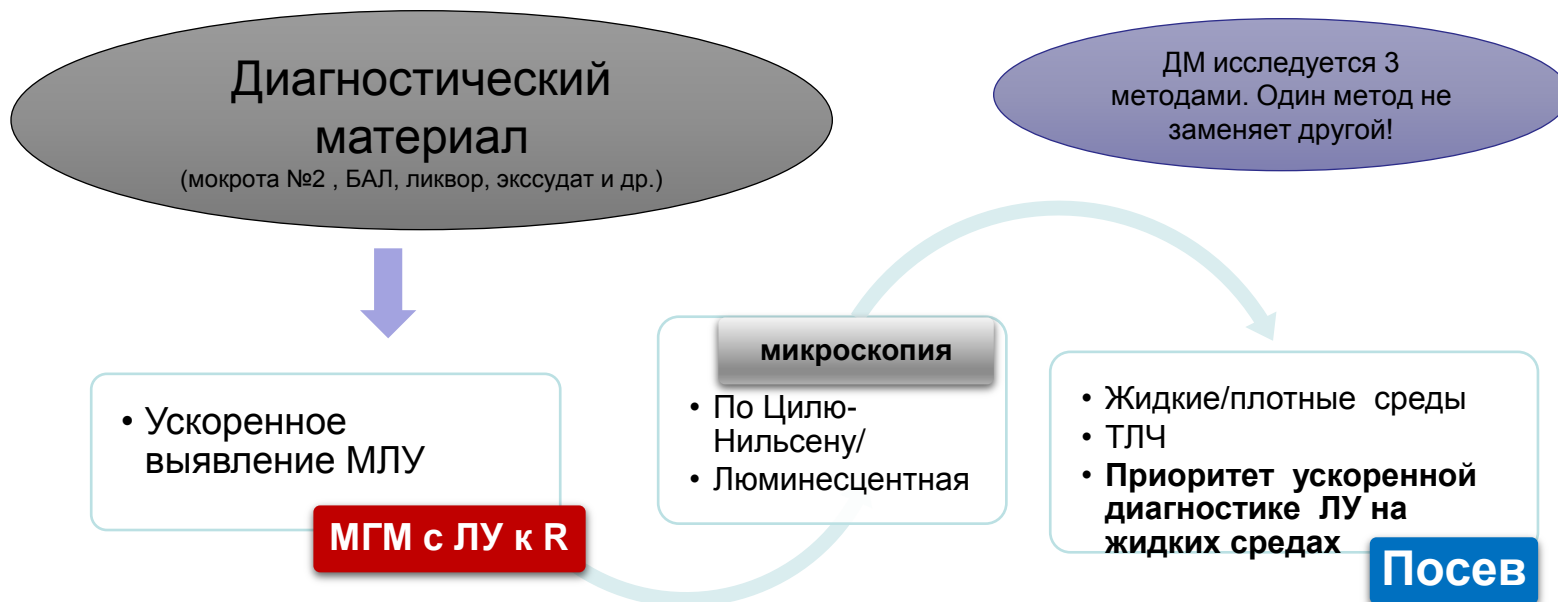 Диагностический
материал
(мокрота №2 , БАЛ, ликвор, экссудат и др.)
ДМ исследуется 3
методами. Один метод не
заменяет другой!
• Ускоренное
выявление МЛУ
МГМ с ЛУ к R
микроскопия
• По Цилю-
Нильсену/
• Люминесцентная
• Жидкие/плотные среды
• ТЛЧ
• Приоритет ускоренной
диагностике ЛУ на
жидких средах
Посев